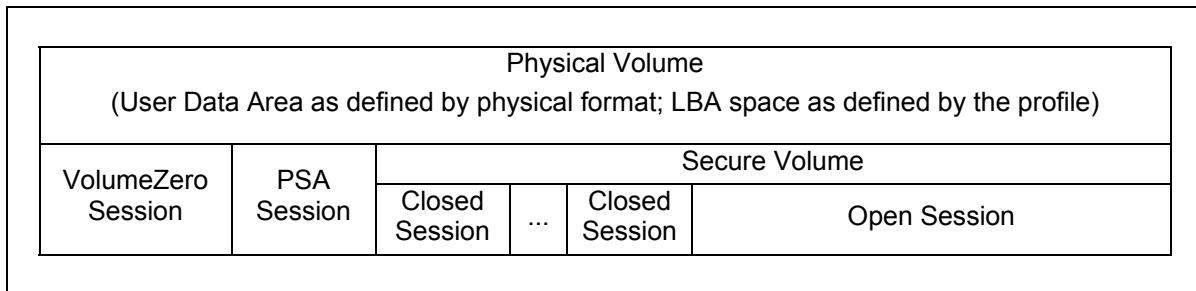 Physical Volume
(User Data Area as defined by physical format; LBA space as defined by the profile)
VolumeZero
Session
PSA
Session
Secure Volume
Closed
Session
...
Closed
Session
Open Session